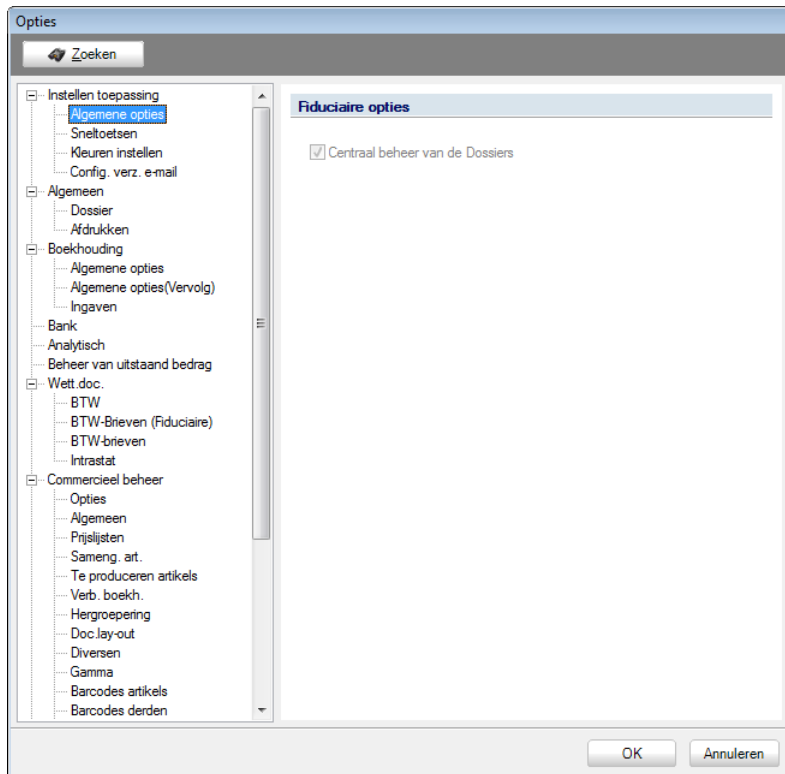 Opties
Zoeken
Instellen toepassing
Algemene opties
Sneltoetsen
Kleuren instellen
Config. verz. e-mail
Algemeen
Dossier
Afdrukken
Boekhouding
Algemene opties
Algemene opties(Vervolg)
Ingaven
Bank
Analytisch
Beheer van uitstaand bedrag
Wett.doc.
BTW
BTW-Brieven (Fiduciaire)
BTW-brieven
Intrastat
Commercieel beheer
Opties
Algemeen
Prijslijsten
Sameng. art.
Te produceren artikels
Verb. boekh.
Hergroepering
Doc.lay-out
Diversen
Gamma
Barcodes artikels
Barcodes derden
Fiduciaire opties
Centraal beheer van de Dossiers
OK
Annuleren